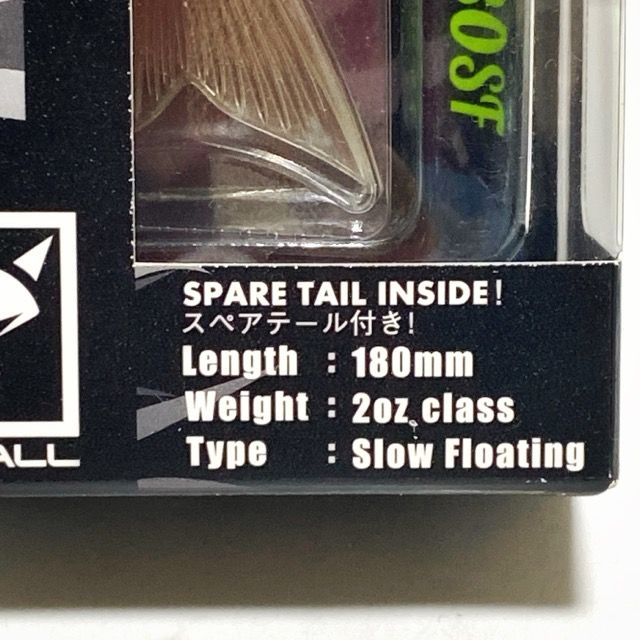 SPARE TAIL INSIDE!
スペアテール付き!
Length : 180mm
Weight : 2oz class
Type : Slow Floating
ALL